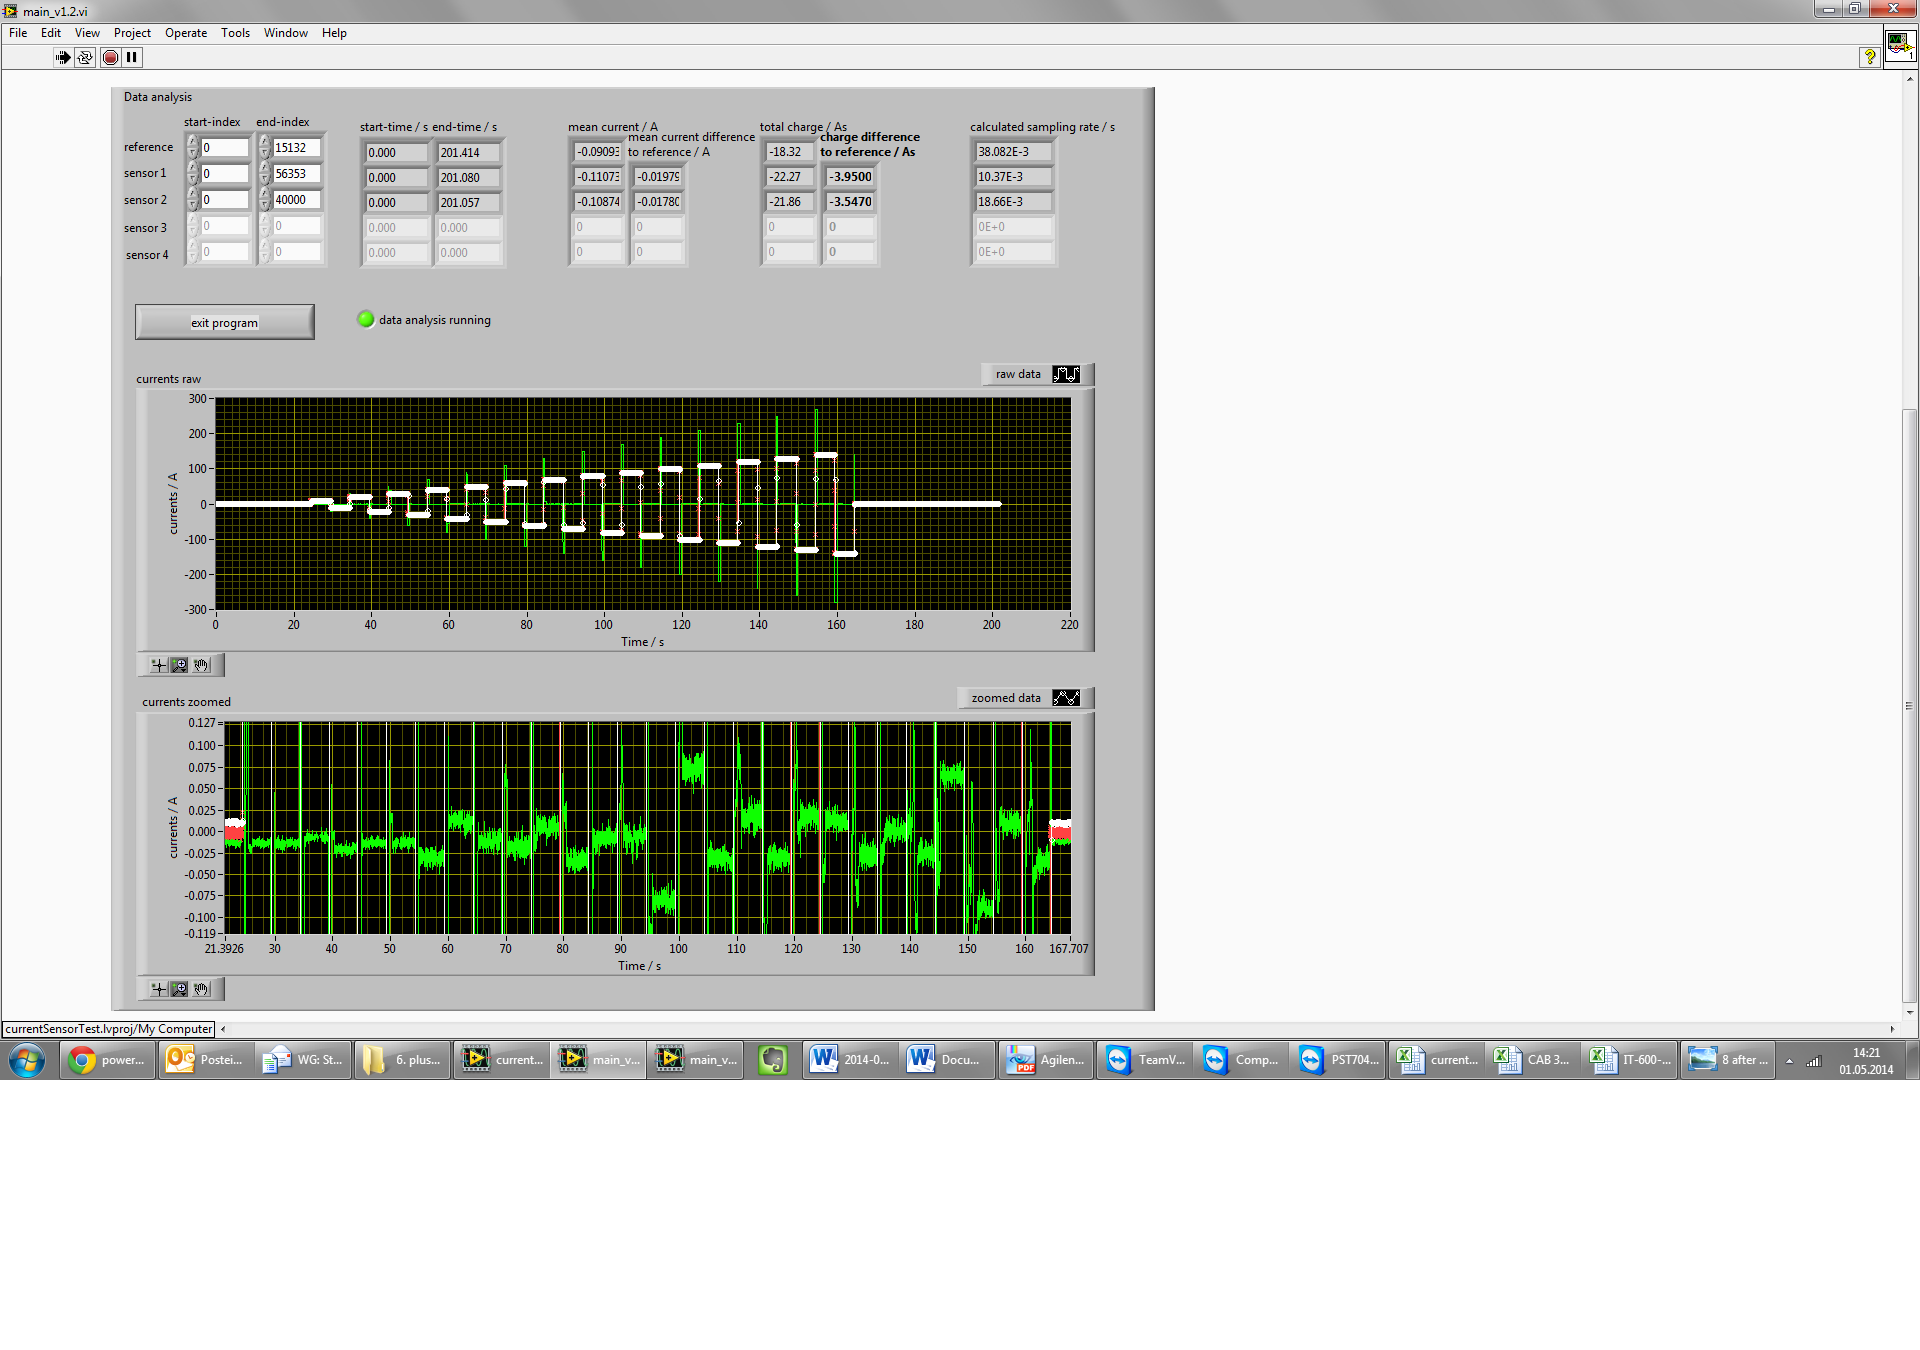 main_v1.2.vi
File Edit View Project Operate Tools Window Help
Data analysis
start-index end-index start-time / s end-time / s mean current / A mean current difference to reference / A total charge / As charge difference to reference / As calculated sampling rate / s
reference 0 15132 0.000 201.414 -0.0909 -18.32 38.082E-3
sensor 1 0 56353 0.000 201.080 -0.1107 -0.01979 -22.27 -3.9500 10.37E-3
sensor 2 0 40000 0.000 201.057 -0.10874 -0.0178 -21.86 -3.5470 18.66E-3
sensor 3 0 0 0.000 0.000 0 0 0 0 0E+0
sensor 4 0 0 0.000 0.000 0 0 0 0 0E+0
exit program
data analysis running
currents raw
raw data
currents / A
300
200
100
0
-100
-200
-300
0 20 40 60 80 100 120 140 160 180 200 220
Time / s
currents zoomed
zoomed data
currents / A
0.127
0.100
0.075
0.050
0.025
0.000
-0.025
-0.050
-0.075
-0.100
-0.119
21.3926 30 40 50 60 70 80 90 100 110 120 130 140 150 160 167.707
Time / s
currentSensorTest.lvproj/My Computer
power... Postei... WG: St... 6. plus... current... main_v... main_v... 2014-0... Docu... Agilen... TeamV... Comp... PST704... current... CAB 3... IT-600-... 8 after ...
14:21
01.05.2014